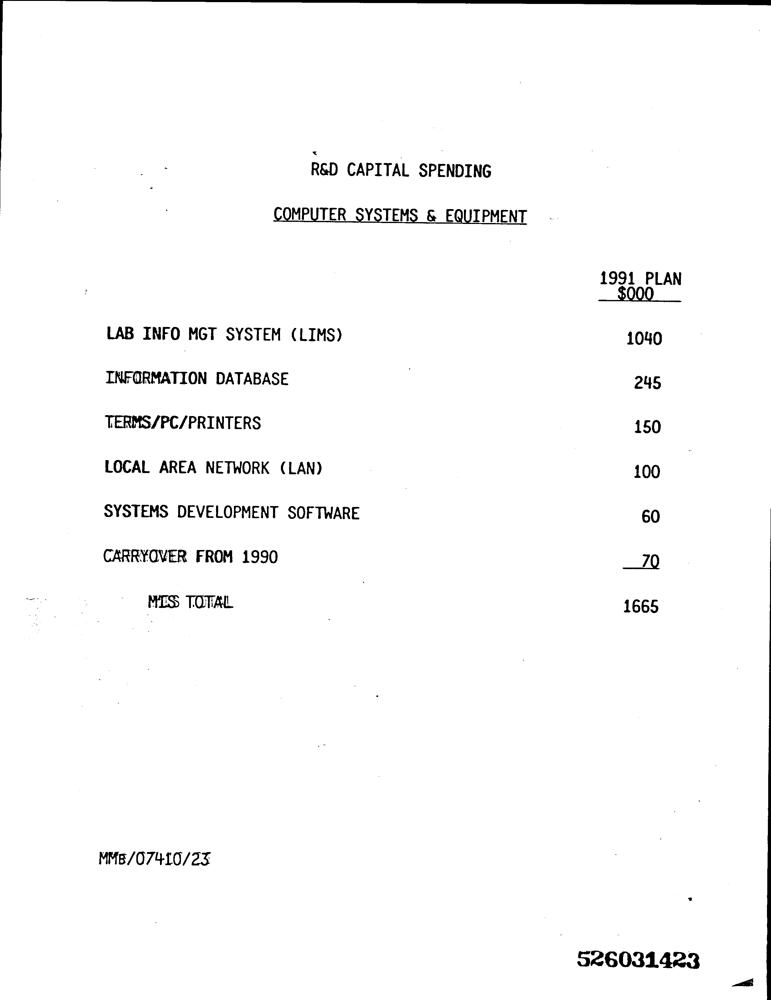 R&D CAPITAL SPENDING
COMPUTER SYSTEMS & EQUIPMENT
1991 PLAN
$000
LAB INFO MGT SYSTEM (LIMS) 1040
INFORMATION DATABASE 245
TERMS/PC/PRINTERS 150
LOCAL AREA NETWORK (LAN) 100
SYSTEMS DEVELOPMENT SOFTWARE 60
CARRYOVER FROM 1990 70
MIS TOTAL 1665
MMB/07410/23
526031423